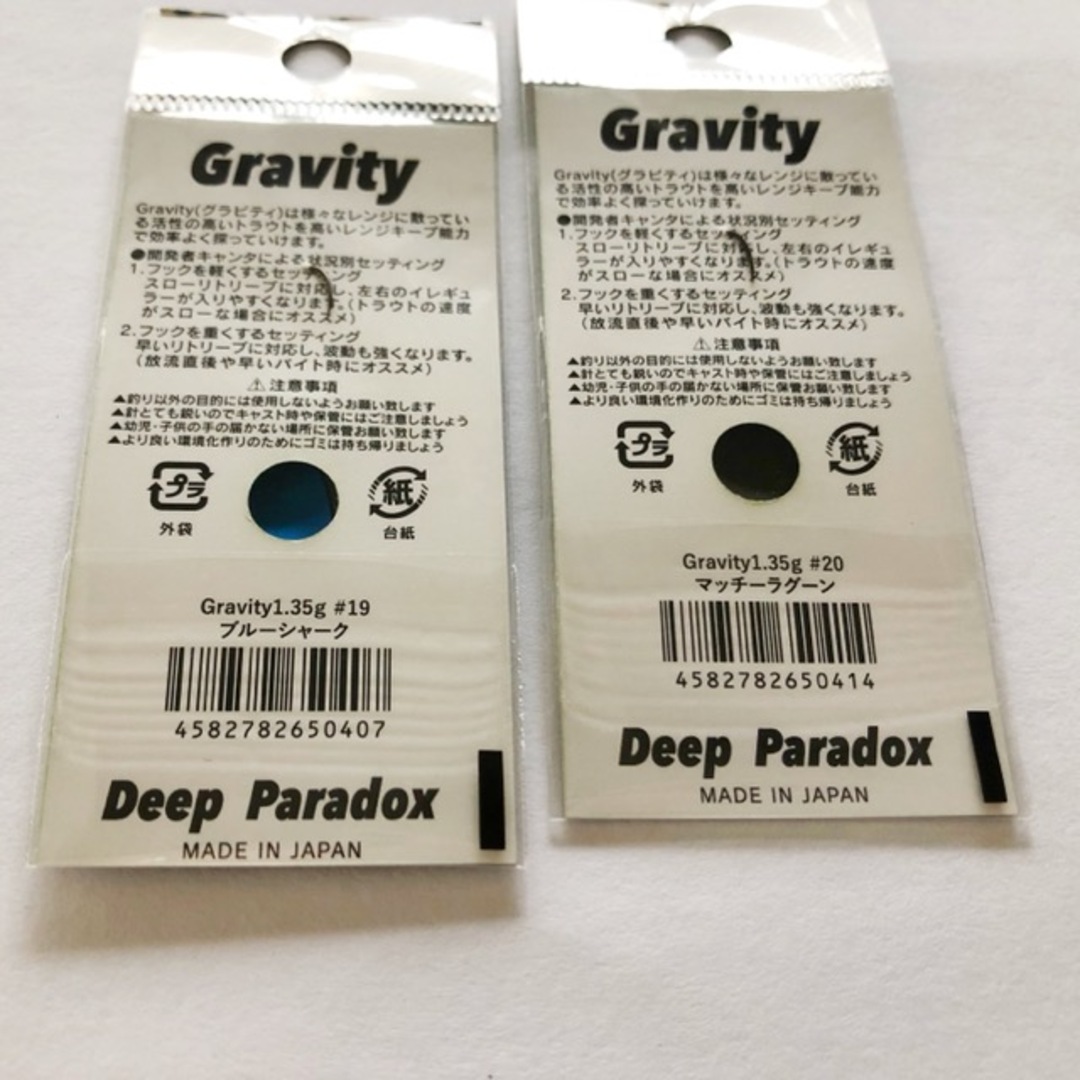 Gravity
Gravity(グラビティ)は様々なレンジに散ってい
る活性の高いトラウトを高いレンジキープ能力
で効率よく探っていけます。
●開発者キャンタによる状況別セッティング
1.フックを軽くするセッティング
スローリトリーブに対応し、左右のイレギュ
ラーが入りやすくなります。(トラウトの速度
がスローな場合にオススメ)
2.フックを重くするセッティング
早いリトリーブに対応し、波動も強くなります。
(放流直後や早いバイト時にオススメ)
⚠注意事項
▲釣り以外の目的には使用しないようお願い致します
▲針とても鋭いのでキャスト時や保管にはご注意しましょう
▲幼児・子供の手の届かない場所に保管お願い致します
▲より良い環境化作りのためにゴミは持ち帰りましょう
プラ
外袋
紙
台紙
Gravity1.35g #19
ブルーシャーク
4582782650407
Deep Paradox
MADE IN JAPAN
Gravity
Gravity(グラビティ)は様々なレンジに散ってい
る活性の高いトラウトを高いレンジキープ能力
で効率よく探っていけます。
●開発者キャンタによる状況別セッティング
1.フックを軽くするセッティング
スローリトリーブに対応し、左右のイレギュ
ラーが入りやすくなります。(トラウトの速度
がスローな場合にオススメ)
2.フックを重くするセッティング
早いリトリーブに対応し、波動も強くなります。
(放流直後や早いバイト時にオススメ)
⚠注意事項
▲釣り以外の目的には使用しないようお願い致します
▲針とても鋭いのでキャスト時や保管にはご注意しましょう
▲幼児・子供の手の届かない場所に保管お願い致します
▲より良い環境化作りのためにゴミは持ち帰りましょう
プラ
外袋
紙
台紙
Gravity1.35g #20
マッチーラグーン
4582782650414
Deep Paradox
MADE IN JAPAN